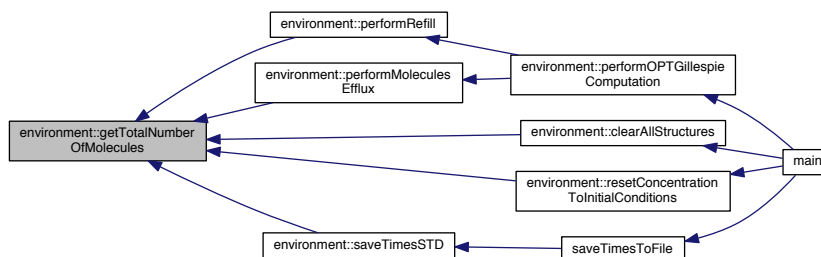 environment::performRefill
environment::performMolecules
Efflux
environment::performOPTGillespie
Computation
environment::getTotalNumber
OfMolecules
environment::clearAllStructures
main
environment::resetConcentration
ToInitialConditions
environment::saveTimesSTD
saveTimesToFile